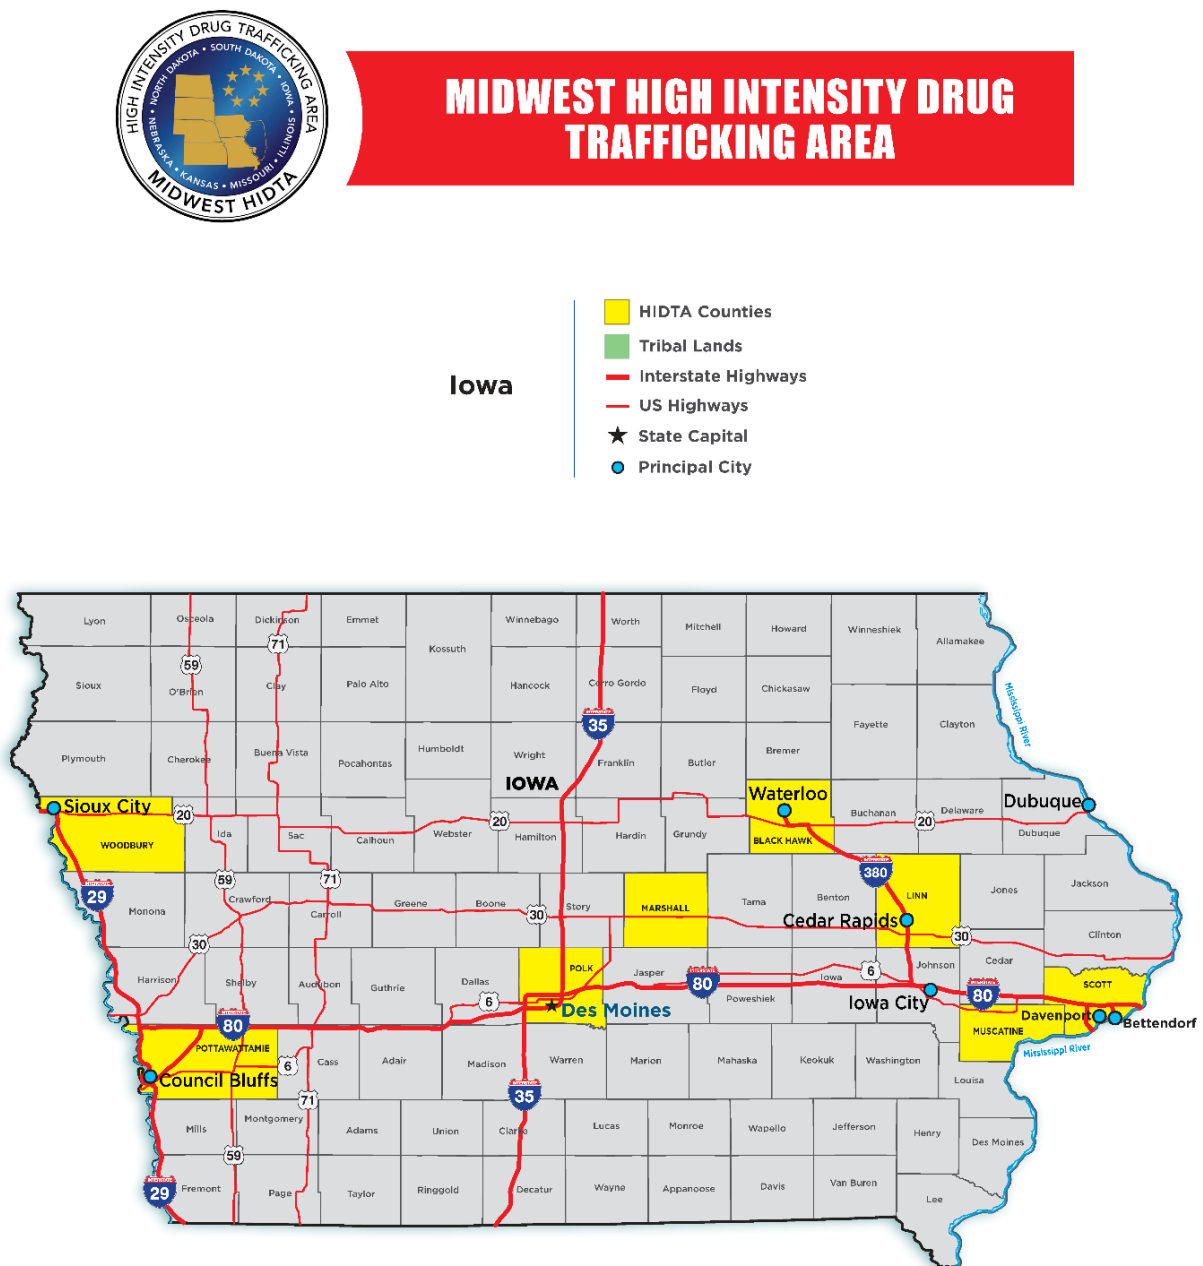 HIGH INTENSITY DRUG TRAFFICKING AREA
NORTH DAKOTA • SOUTH DAKOTA • IOWA • ILLINOIS • MISSOURI • KANSAS • NEBRASKA •
MIDWEST HIDTA
MIDWEST HIGH INTENSITY DRUG
TRAFFICKING AREA
Iowa
HIDTA Counties
Tribal Lands
Interstate Highways
US Highways
State Capital
Principal City
Lyon
Osceola
Dickinson
Emmet
Kossuth
Winnebago
Worth
Mitchell
Howard
Winneshiek
Allamakee
71
59
Sioux
O'Brien
Clay
Palo Alto
Hancock
Cerro Gordo
Floyd
Chickasaw
Mississippi River
35
Fayette
Clayton
Plymouth
Cherokee
Buena Vista
Pocahontas
Humboldt
Wright
Franklin
Butler
Bremer
IOWA
Sioux City
20
Waterloo
Dubuque
WOODBURY
Ida
Sac
Calhoun
Webster
20
Hamilton
Hardin
Grundy
BLACK HAWK
Buchanan
20
Delaware
Dubuque
29
59
71
380
Monona
Crawford
Carroll
Greene
Boone
30
Story
MARSHALL
Tama
Benton
LINN
Jones
Jackson
Cedar Rapids
30
Clinton
30
Harrison
Shelby
Audubon
Guthrie
Dallas
POLK
Jasper
80
Poweshiek
Iowa
6
Johnson
Cedar
80
SCOTT
6
Des Moines
Iowa City
Davenport
Bettendorf
80
MUSCATINE
Mississippi River
POTTAWATTAMIE
6
Cass
Adair
Madison
Warren
Marion
Mahaska
Keokuk
Washington
Louisa
Council Bluffs
71
35
Mills
Montgomery
Adams
Union
Clarke
Lucas
Monroe
Wapello
Jefferson
Henry
Des Moines
59
29
Fremont
Page
Taylor
Ringgold
Decatur
Wayne
Appanoose
Davis
Van Buren
Lee